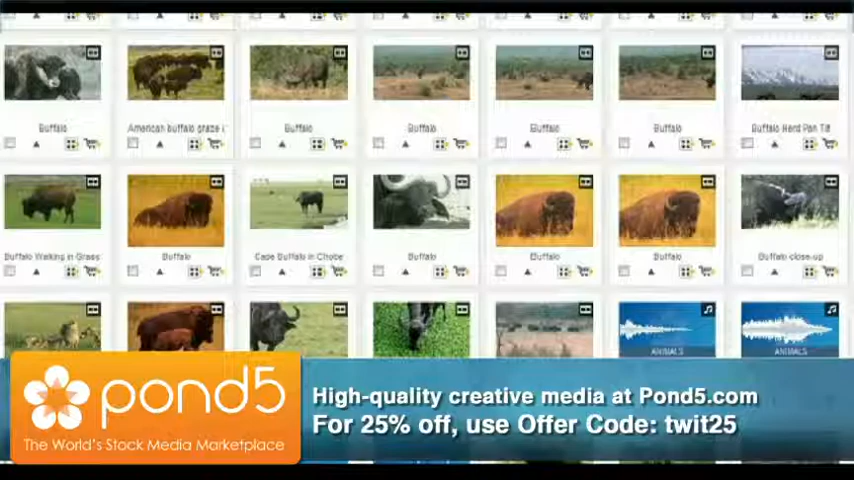 Buffalo
American buffalo graze i
Buffalo
Buffalo
Buffalo
Buffalo
Buffalo Herd Pan Tilt
Buffalo Walking in Grass
Buffalo
Cape Buffalo in Chobe
Buffalo
Buffalo
Buffalo
Buffalo close-up
ANIMALS
ANIMALS
pond5
The World's Stock Media Marketplace
High-quality creative media at Pond5.com
For 25% off, use Offer Code: twit25